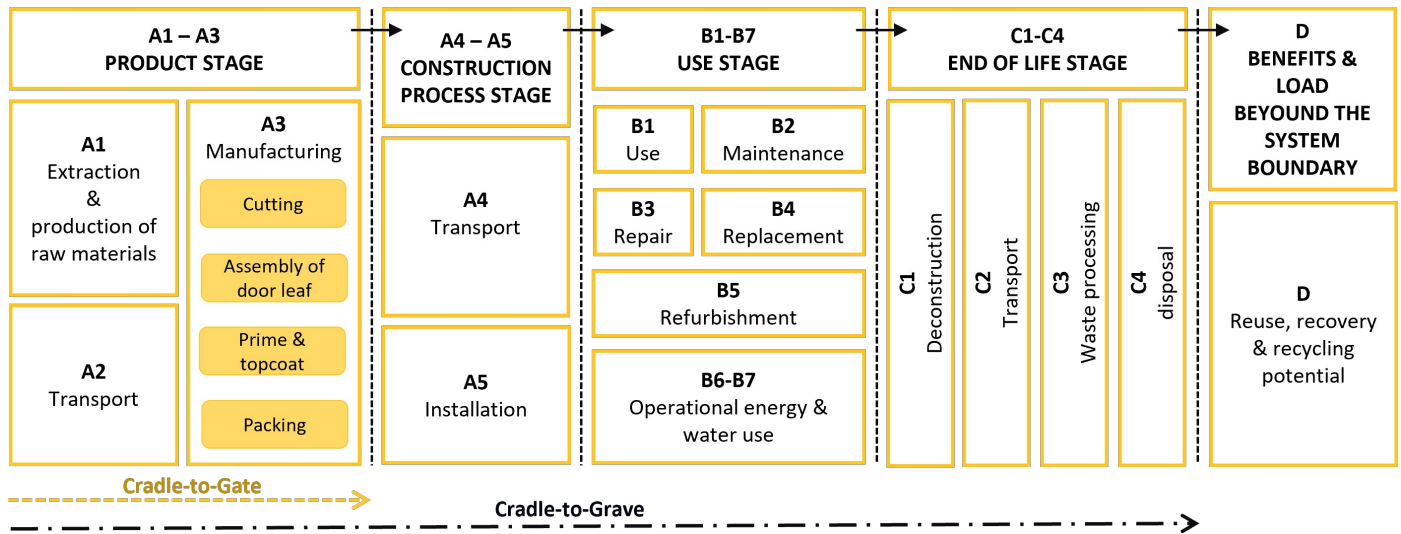 A1 – A3
PRODUCT STAGE
A1
Extraction
&
production of
raw materials
A2
Transport
A3
Manufacturing
Cutting
Assembly of
door leaf
Prime &
topcoat
Packing
A4 – A5
CONSTRUCTION
PROCESS STAGE
A4
Transport
A5
Installation
B1-B7
USE STAGE
B1
Use
B2
Maintenance
B3
Repair
B4
Replacement
B5
Refurbishment
B6-B7
Operational energy &
water use
C1-C4
END OF LIFE STAGE
C1
Deconstruction
C2
Transport
C3
Waste processing
C4
disposal
D
BENEFITS &
LOAD
BEYOUND THE
SYSTEM
BOUNDARY
D
Reuse, recovery
& recycling
potential
Cradle-to-Gate
Cradle-to-Grave